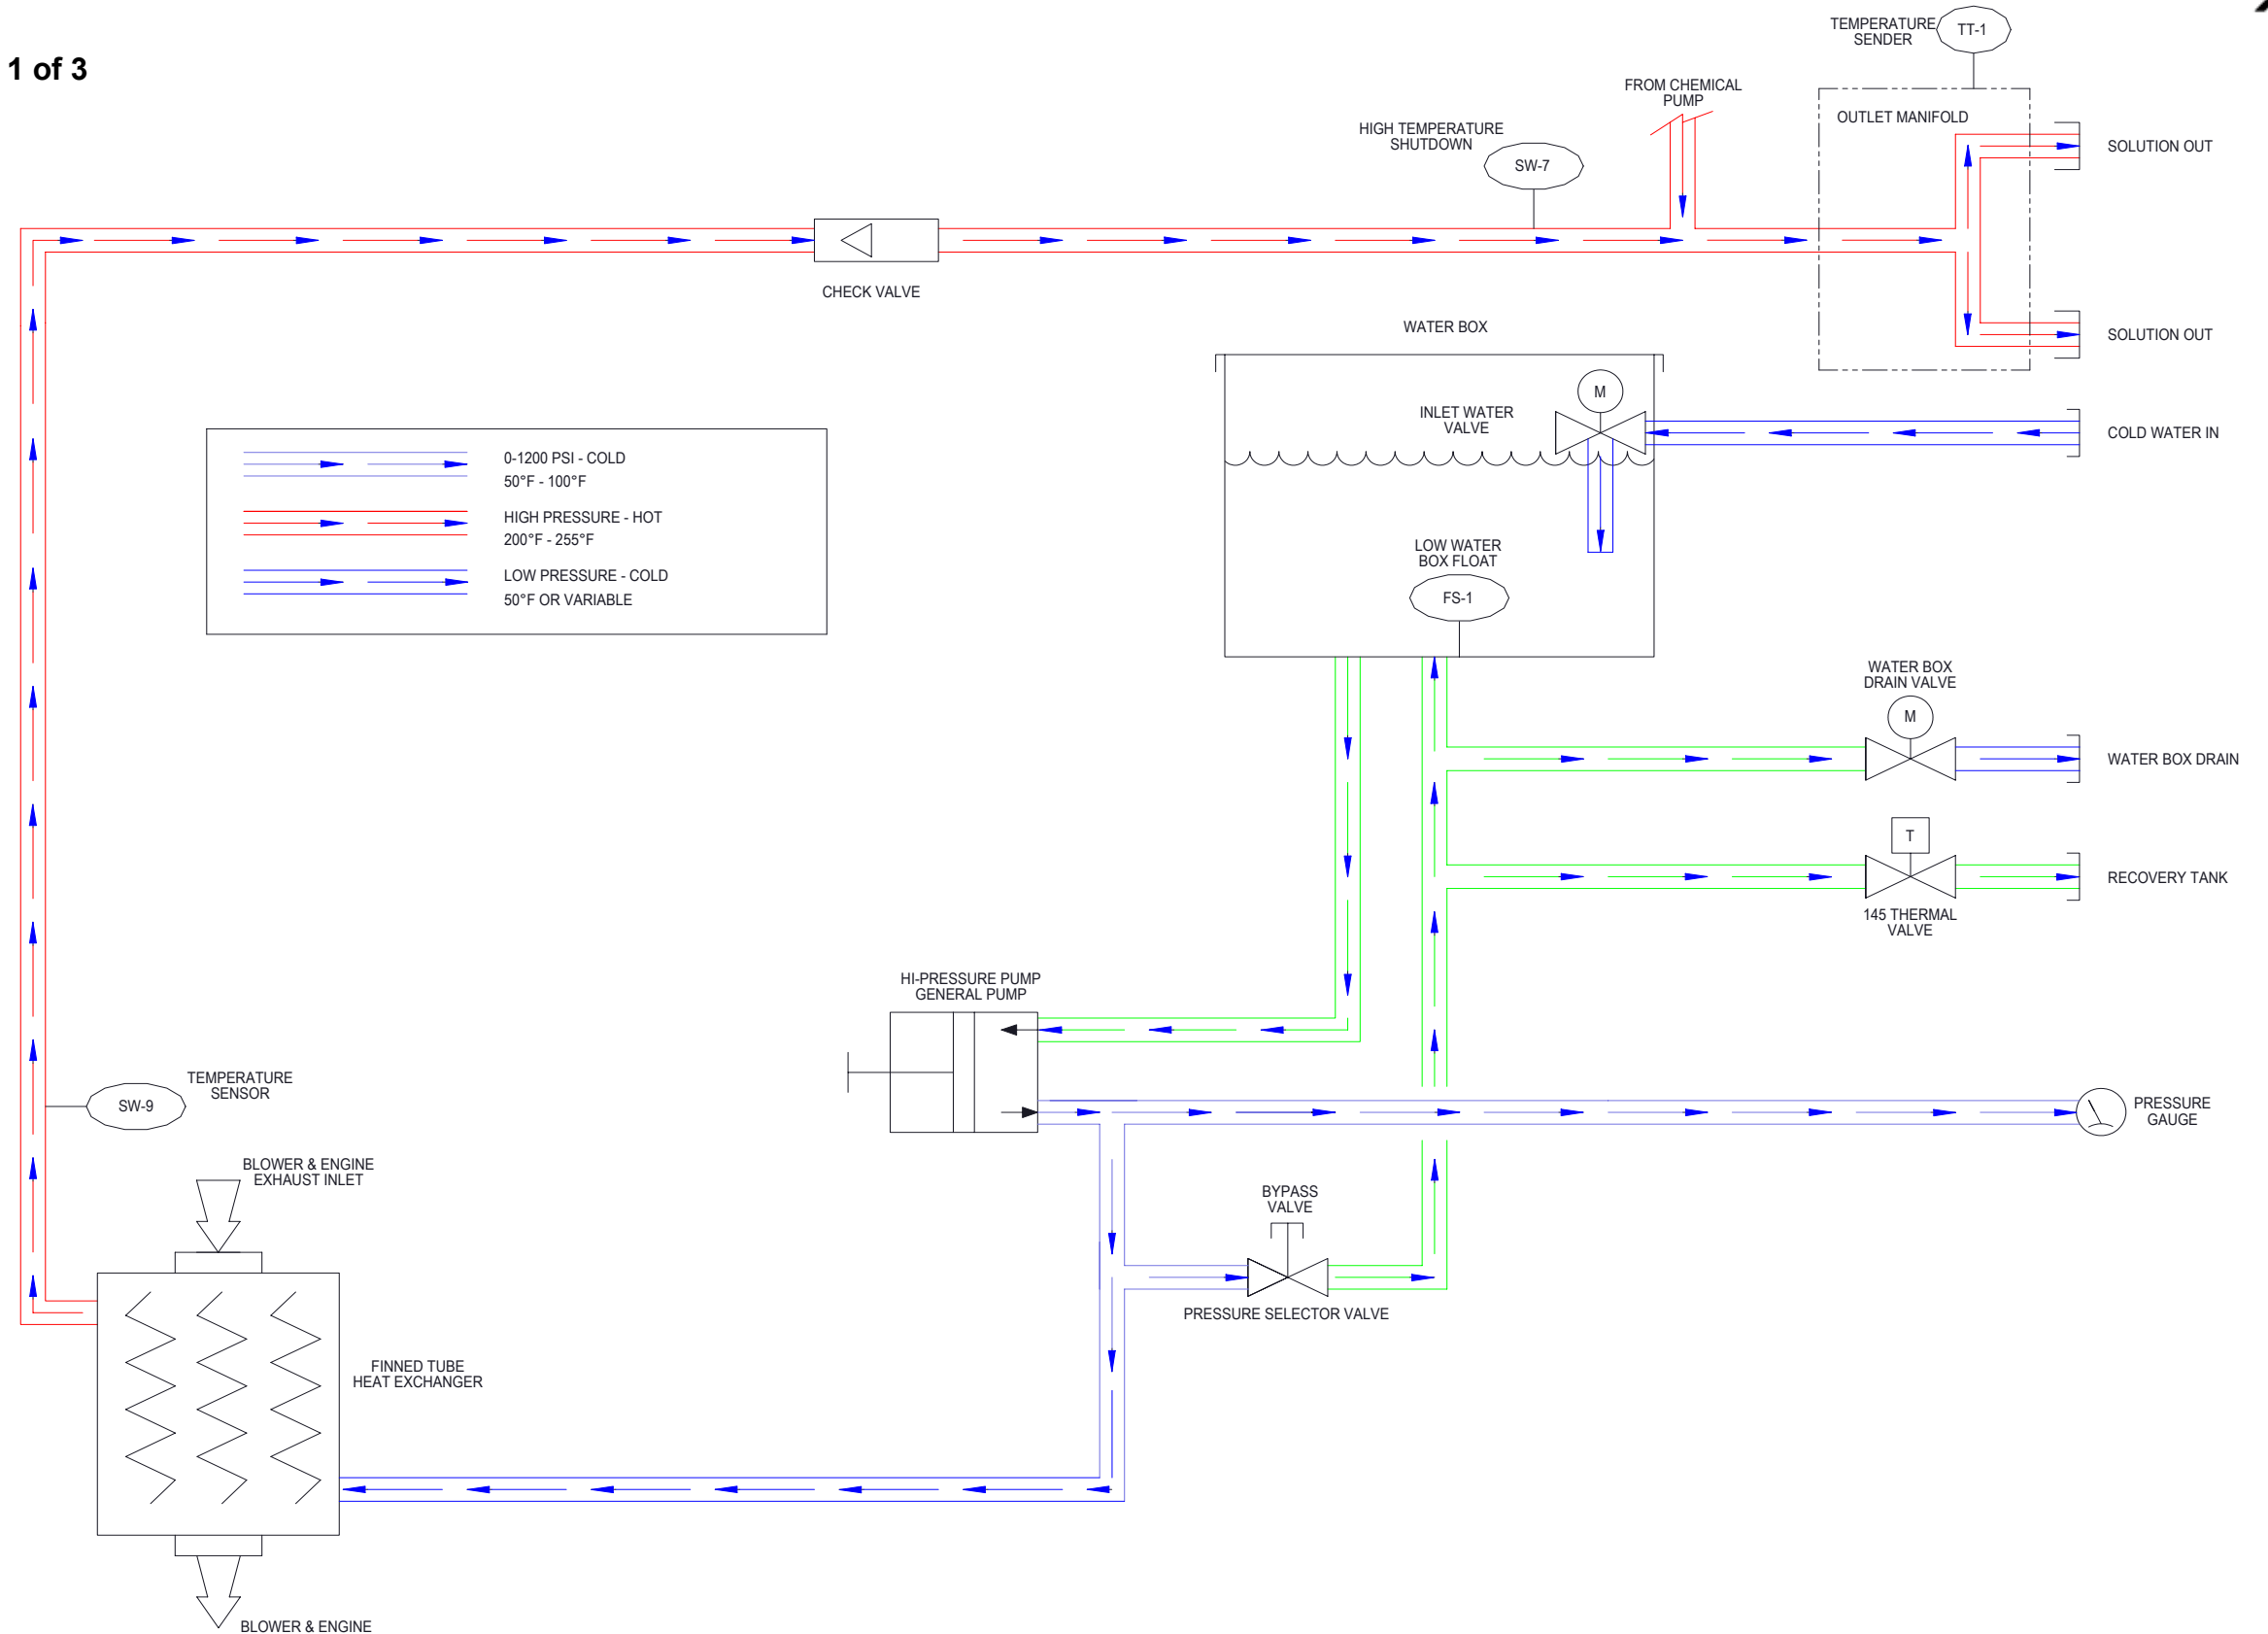 1 of 3
TEMPERATURE
SENDER
TT-1
FROM CHEMICAL
PUMP
OUTLET MANIFOLD
HIGH TEMPERATURE
SHUTDOWN
SW-7
SOLUTION OUT
CHECK VALVE
WATER BOX
SOLUTION OUT
M
INLET WATER
VALVE
COLD WATER IN
0-1200 PSI - COLD
50°F - 100°F
HIGH PRESSURE - HOT
200°F - 255°F
LOW PRESSURE - COLD
50°F OR VARIABLE
LOW WATER
BOX FLOAT
FS-1
WATER BOX
DRAIN VALVE
M
WATER BOX DRAIN
T
RECOVERY TANK
145 THERMAL
VALVE
HI-PRESSURE PUMP
GENERAL PUMP
TEMPERATURE
SENSOR
SW-9
PRESSURE
GAUGE
BLOWER & ENGINE
EXHAUST INLET
BYPASS
VALVE
PRESSURE SELECTOR VALVE
FINNED TUBE
HEAT EXCHANGER
BLOWER & ENGINE